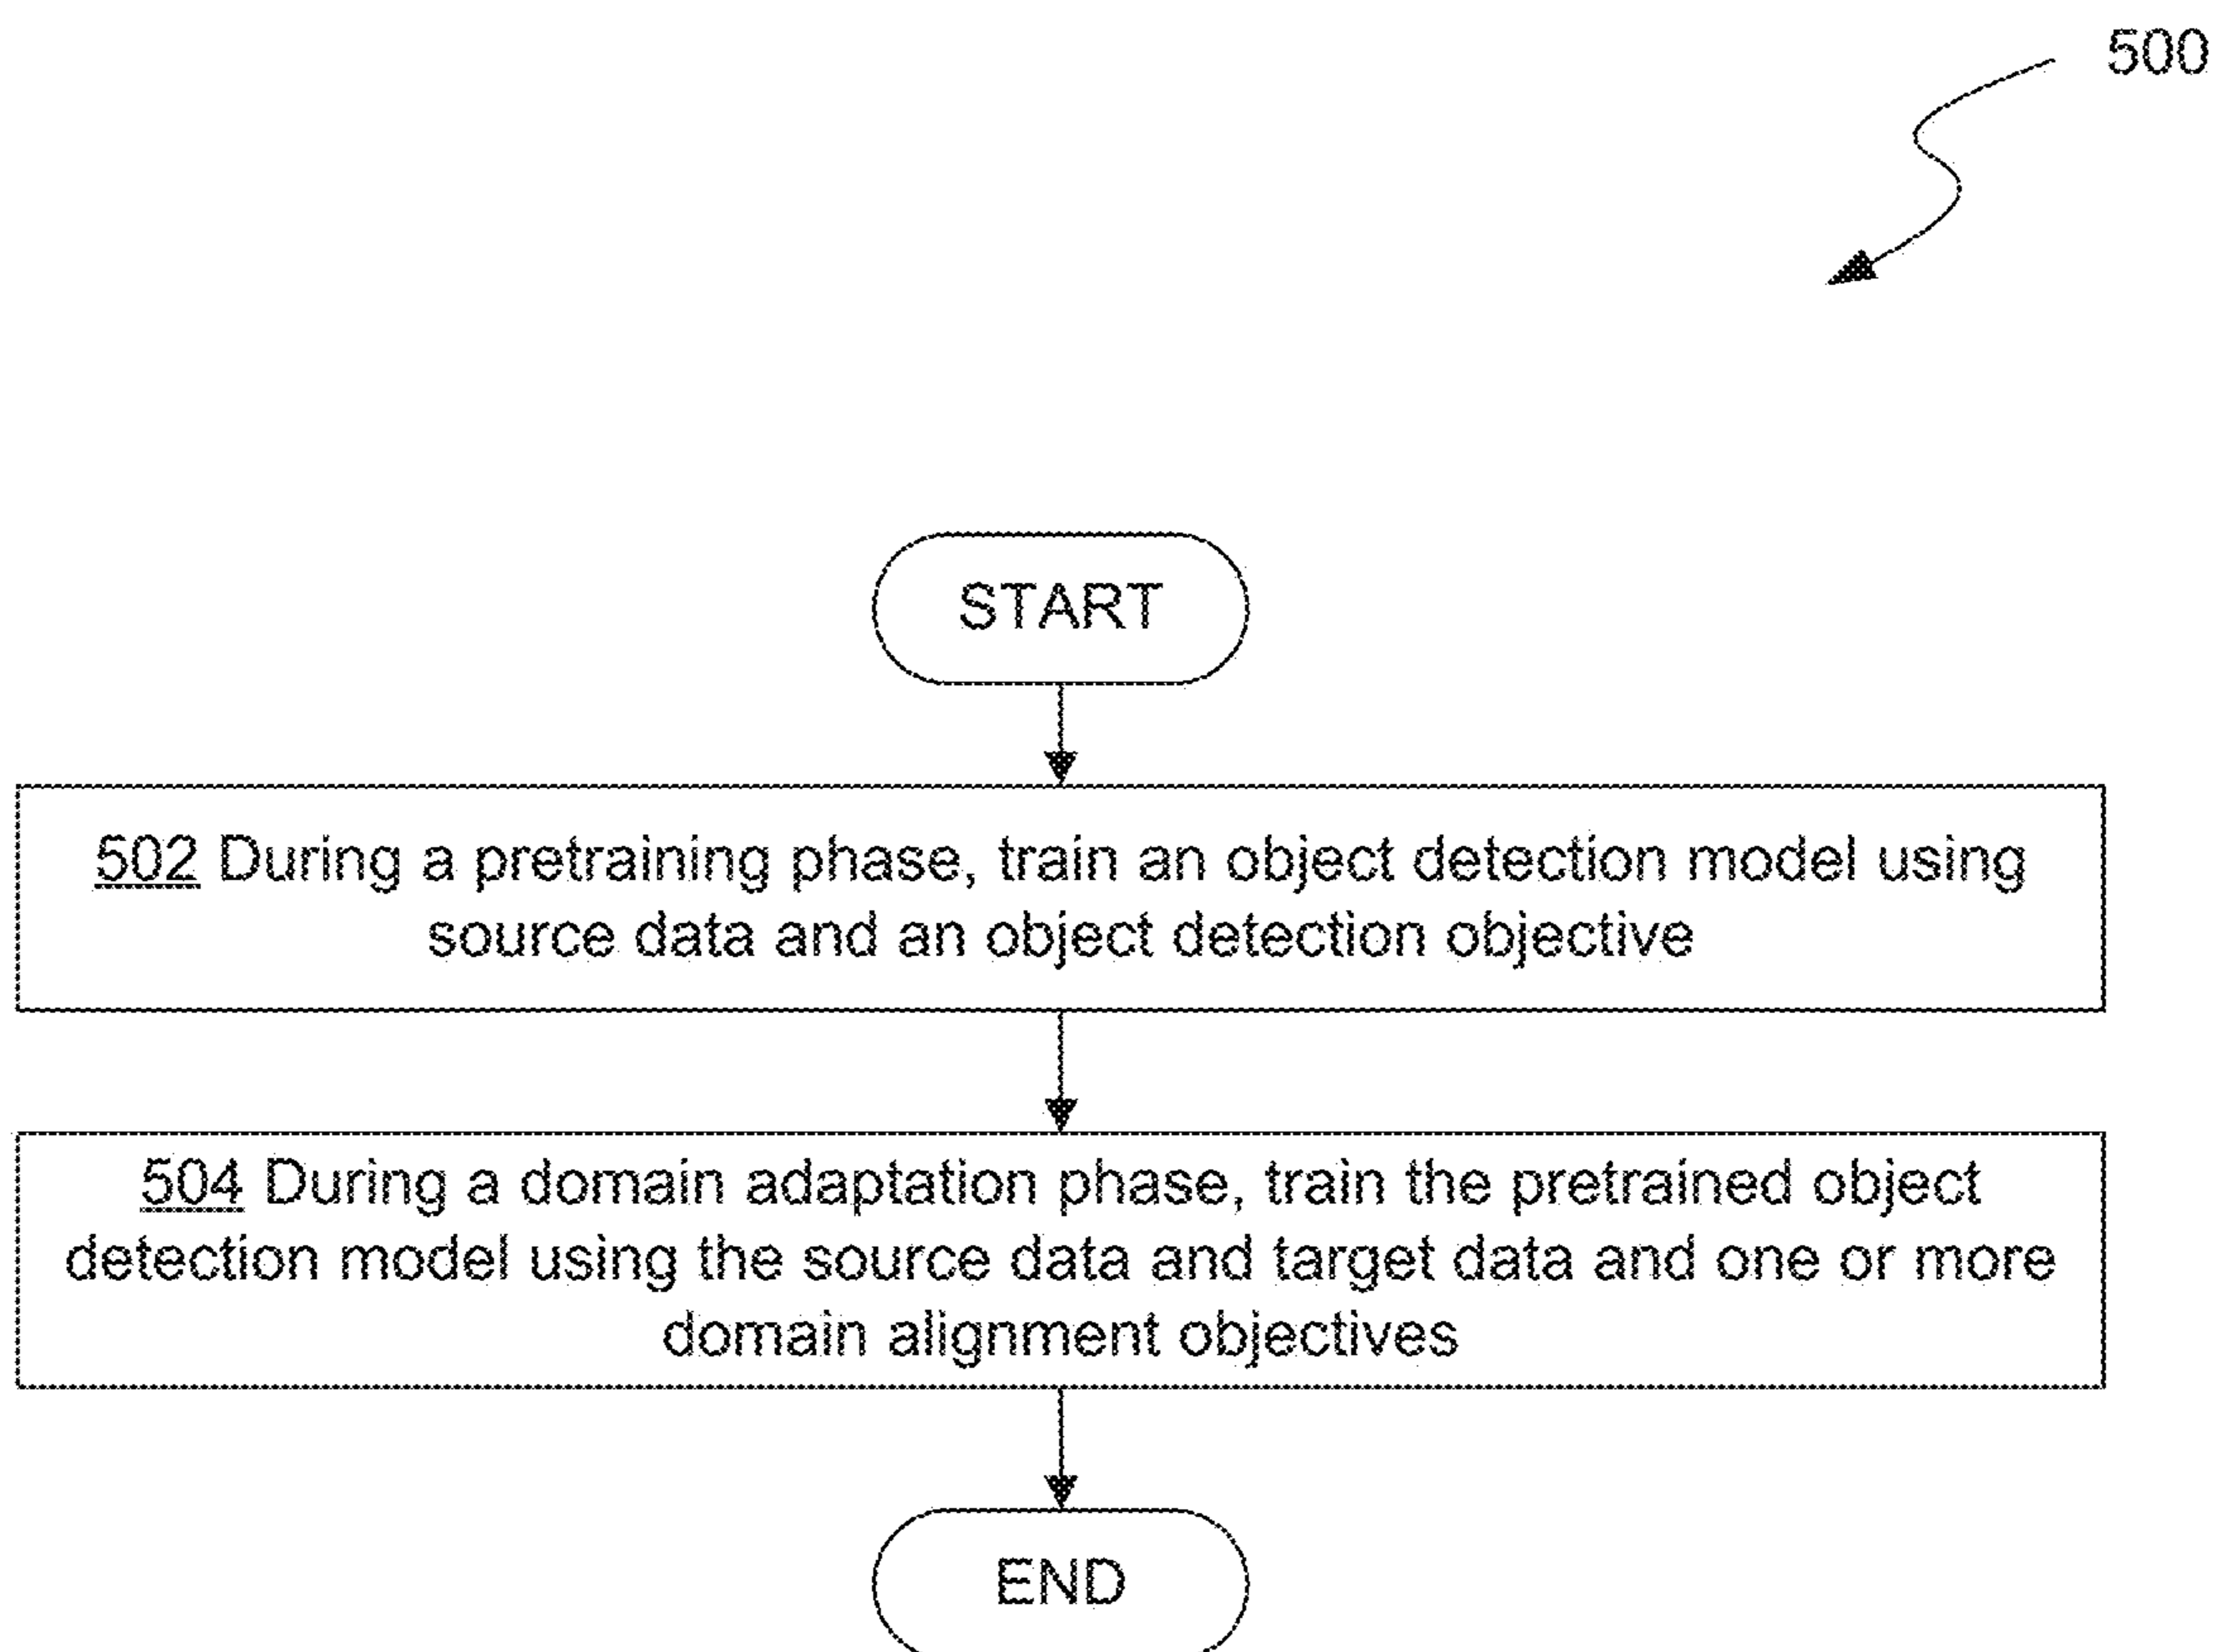 500
START
502 During a pretraining phase, train an object detection model using
source data and an object detection objective
504 During a domain adaptation phase, train the pretrained object
detection model using the source data and target data and one or more
domain alignment objectives
END